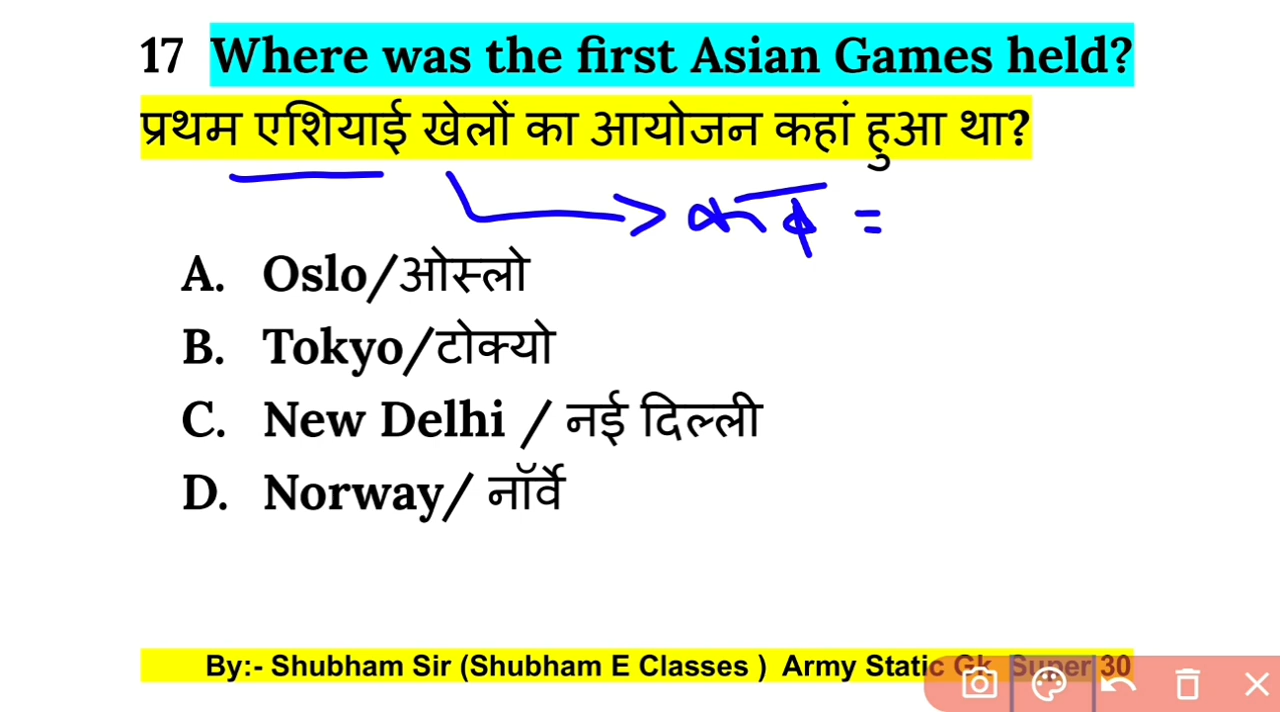 17 Where was the first Asian Games held?
प्रथम एशियाई खेलों का आयोजन कहां हुआ था?
कब =
A. Oslo/ओस्लो
B. Tokyo/टोक्यो
C. New Delhi / नई दिल्ली
D. Norway/ नॉर्वे
By:- Shubham Sir (Shubham E Classes ) Army Static Gk Super 30